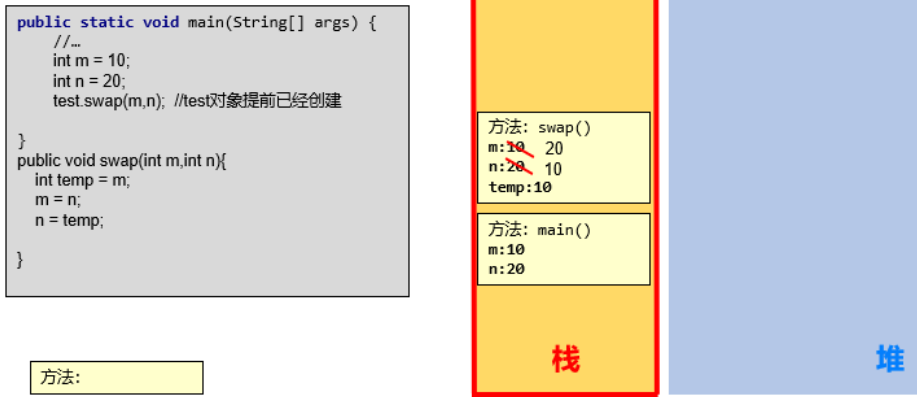 public static void main(String[] args) {
//…
int m = 10;
int n = 20;
test.swap(m,n); //test对象提前已经创建
}
public void swap(int m,int n){
int temp = m;
m = n;
n = temp;
}
方法:
方法: swap()
m:10 20
n:20 10
temp:10
方法: main()
m:10
n:20
栈
堆